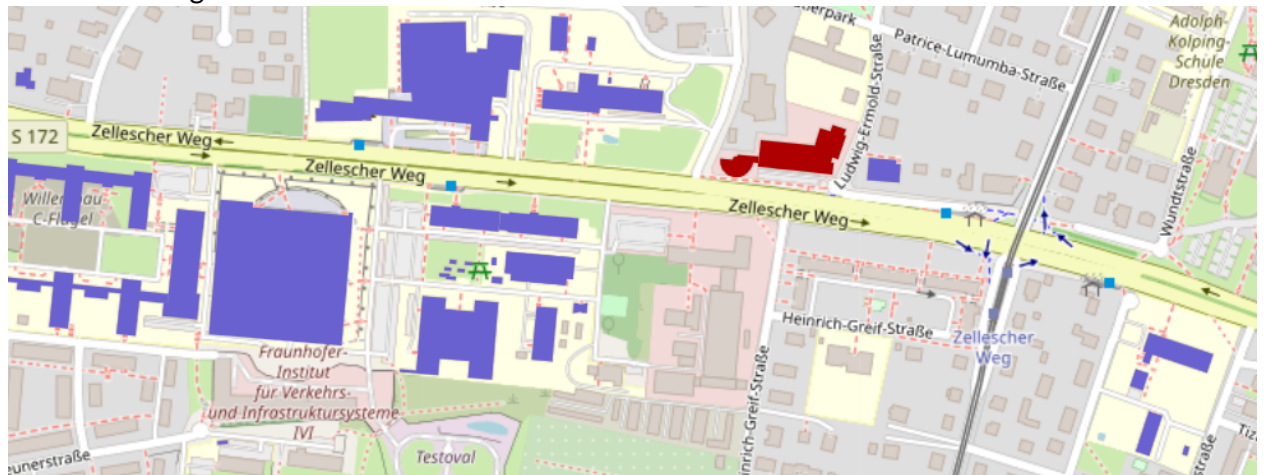 Patrice-Lumumba-Straße
Adolph-
Kolping-
Schule
Dresden
S 172
Zellescher Weg
Zellescher Weg
Zellescher Weg
Ludwig-Ermold-Straße
Wundtstraße
C-Flügel
Heinrich-Greif-Straße
Zellescher
Weg
Fraunhofer-
Institut
für Verkehrs-
und Infrastruktursysteme
IVI
Testoval